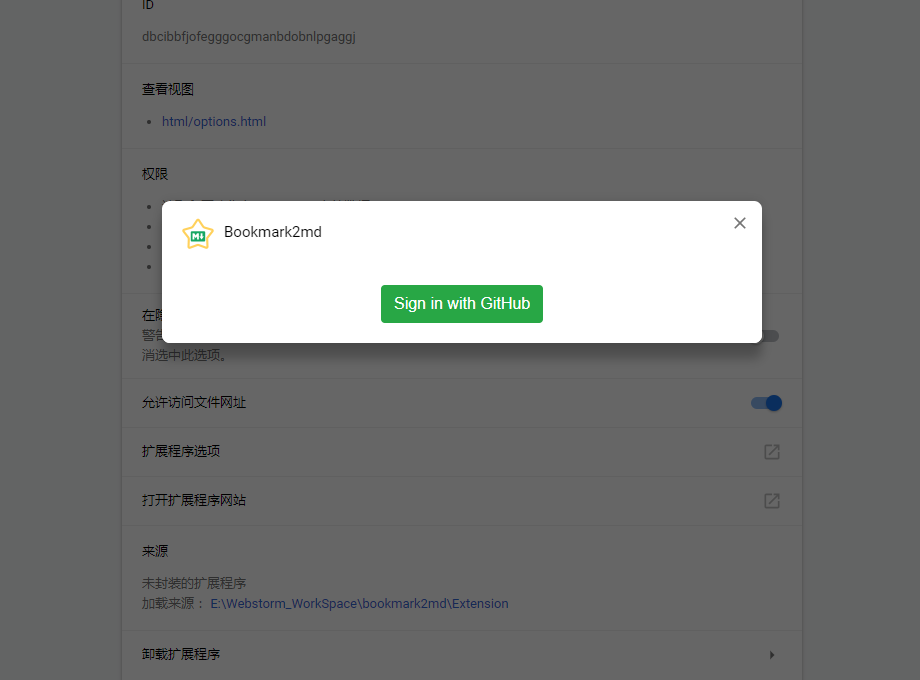 ID
dbcibbfjofegggocgmanbdobnlpgaggj
查看视图
html/options.html
权限
Bookmark2md
Sign in with GitHub
在
警告
消选中此选项。
允许访问文件网址
扩展程序选项
打开扩展程序网站
来源
未封装的扩展程序
加载来源： E:\Webstorm_WorkSpace\bookmark2md\Extension
卸载扩展程序